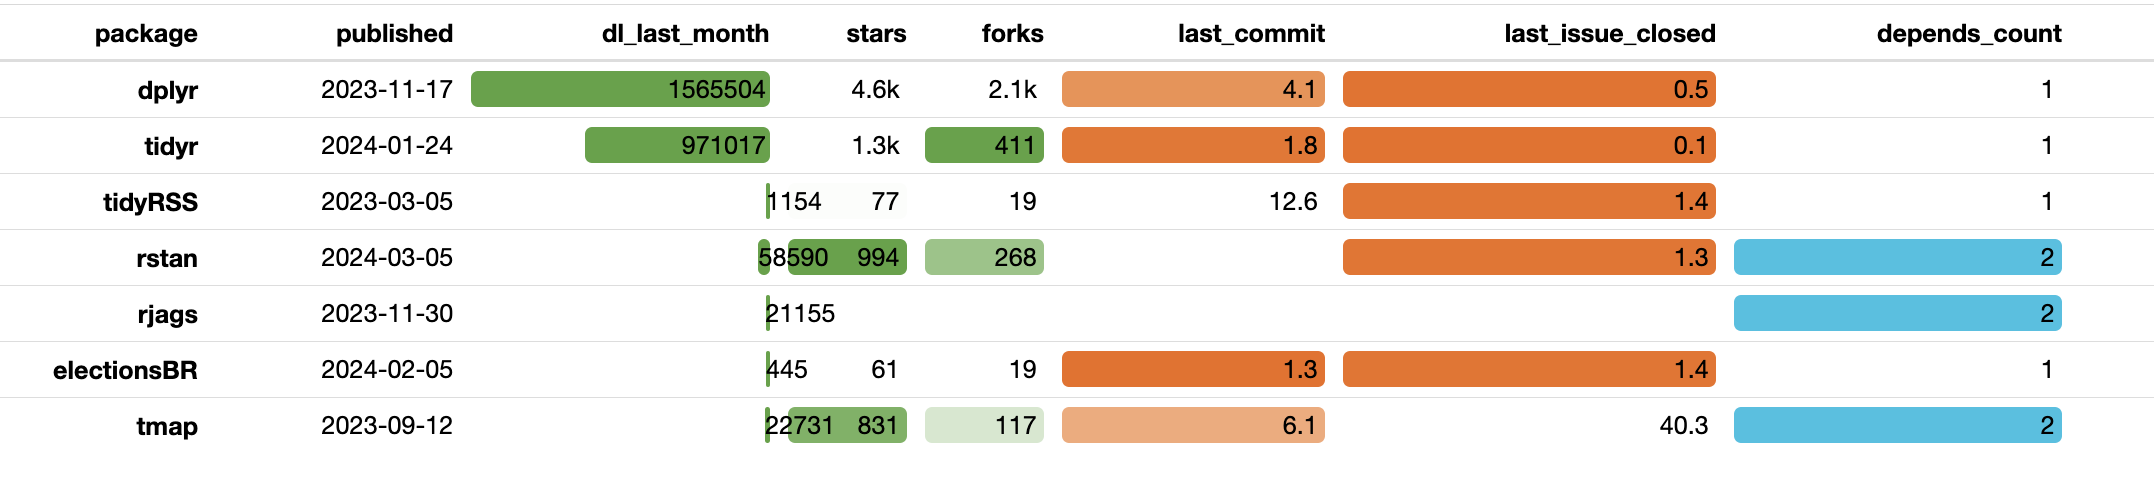 package published dl_last_month stars forks last_commit last_issue_closed depends_count
dplyr 2023-11-17 1565504 4.6k 2.1k 4.1 0.5 1
tidyr 2024-01-24 971017 1.3k 411 1.8 0.1 1
tidyRSS 2023-03-05 1154 77 19 12.6 1.4 1
rstan 2024-03-05 58590 994 268 1.3 2
rjags 2023-11-30 21155 2
electionsBR 2024-02-05 445 61 19 1.3 1.4 1
tmap 2023-09-12 22731 831 117 6.1 40.3 2